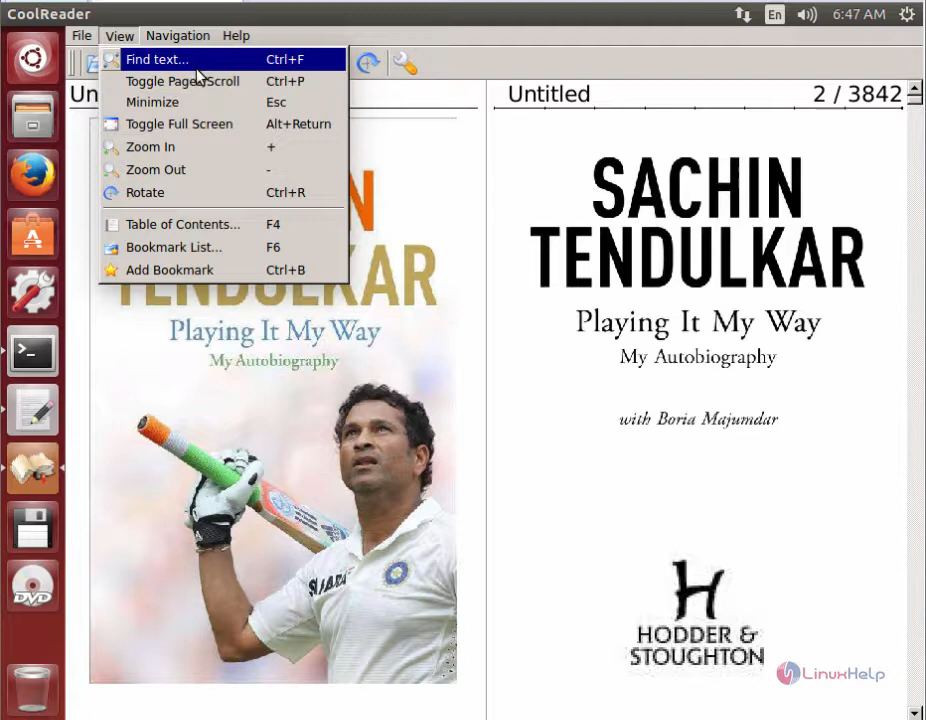 CoolReader
En
6:47 AM
File View Navigation Help
Find text... Ctrl+F
Toggle Pages/Scroll Ctrl+P
Minimize Esc
Toggle Full Screen Alt+Return
Zoom In +
Zoom Out -
Rotate Ctrl+R
Table of Contents... F4
Bookmark List... F6
Add Bookmark Ctrl+B
Un
N
TENDULKAR
Playing It My Way
My Autobiography
Untitled 2 / 3842
SACHIN
TENDULKAR
Playing It My Way
My Autobiography
with Boria Majumdar
H
HODDER &
STOUGHTON
LinuxHelp
DVD